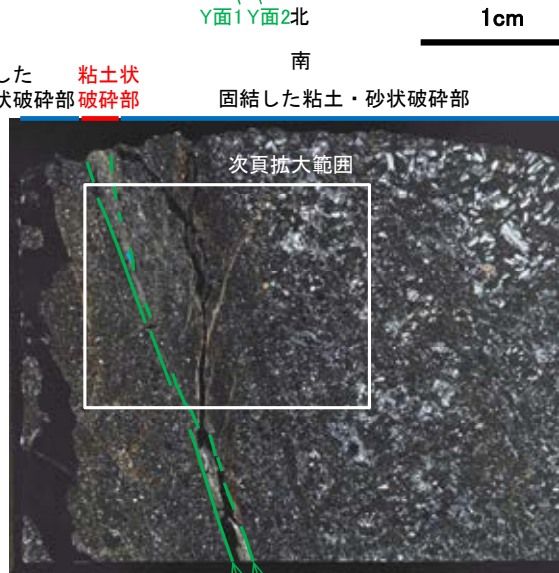 Y面1 Y面2 北
1cm
南
した
状破砕部
粘土状
破砕部
固結した粘土・砂状破砕部
次頁拡大範囲